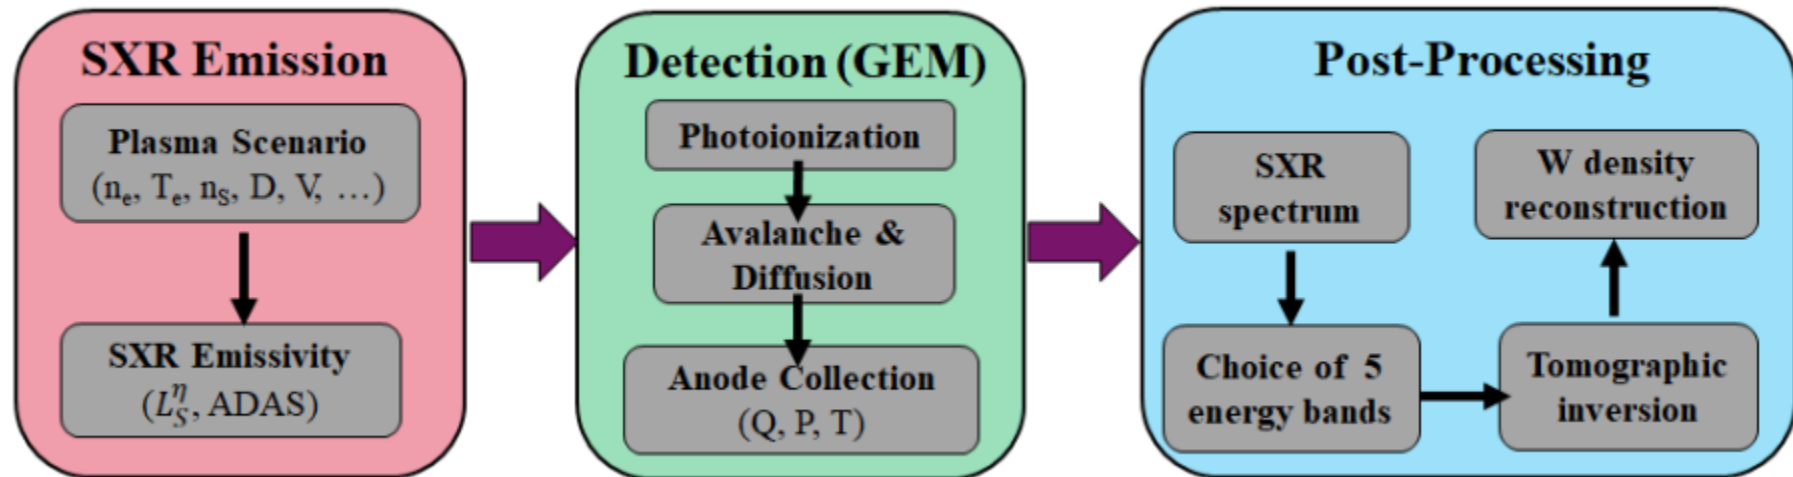 SXR Emission
Plasma Scenario
(nₑ, Tₑ, nₛ, D, V, …)
SXR Emissivity
(L_S^η, ADAS)
Detection (GEM)
Photoionization
Avalanche &
Diffusion
Anode Collection
(Q, P, T)
Post-Processing
SXR
spectrum
Choice of 5
energy bands
Tomographic
inversion
W density
reconstruction